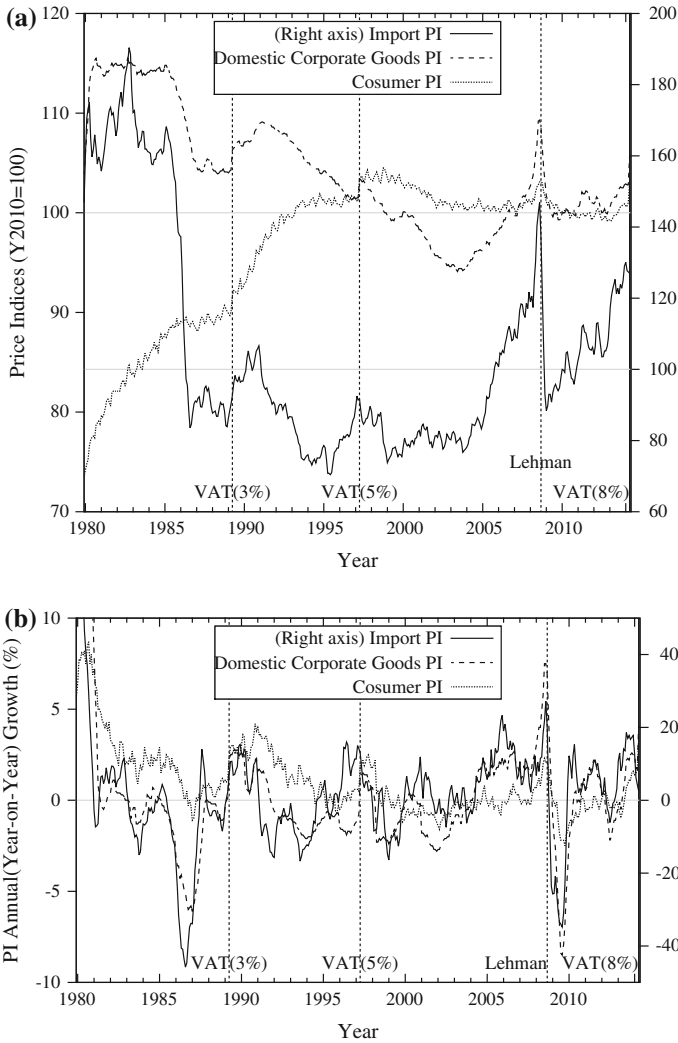 (a)
120
110
100
90
80
70
200
180
160
140
120
100
80
60
Price Indices (Y2010=100)
(Right axis) Import PI
Domestic Corporate Goods PI
Cosumer PI
Lehman
VAT(3%)
VAT(5%)
VAT(8%)
1980 1985 1990 1995 2000 2005 2010
Year
(b)
10
5
0
-5
-10
40
20
0
-20
-40
PI Annual(Year-on-Year) Growth (%)
(Right axis) Import PI
Domestic Corporate Goods PI
Cosumer PI
VAT(3%)
VAT(5%)
Lehman
VAT(8%)
1980 1985 1990 1995 2000 2005 2010
Year